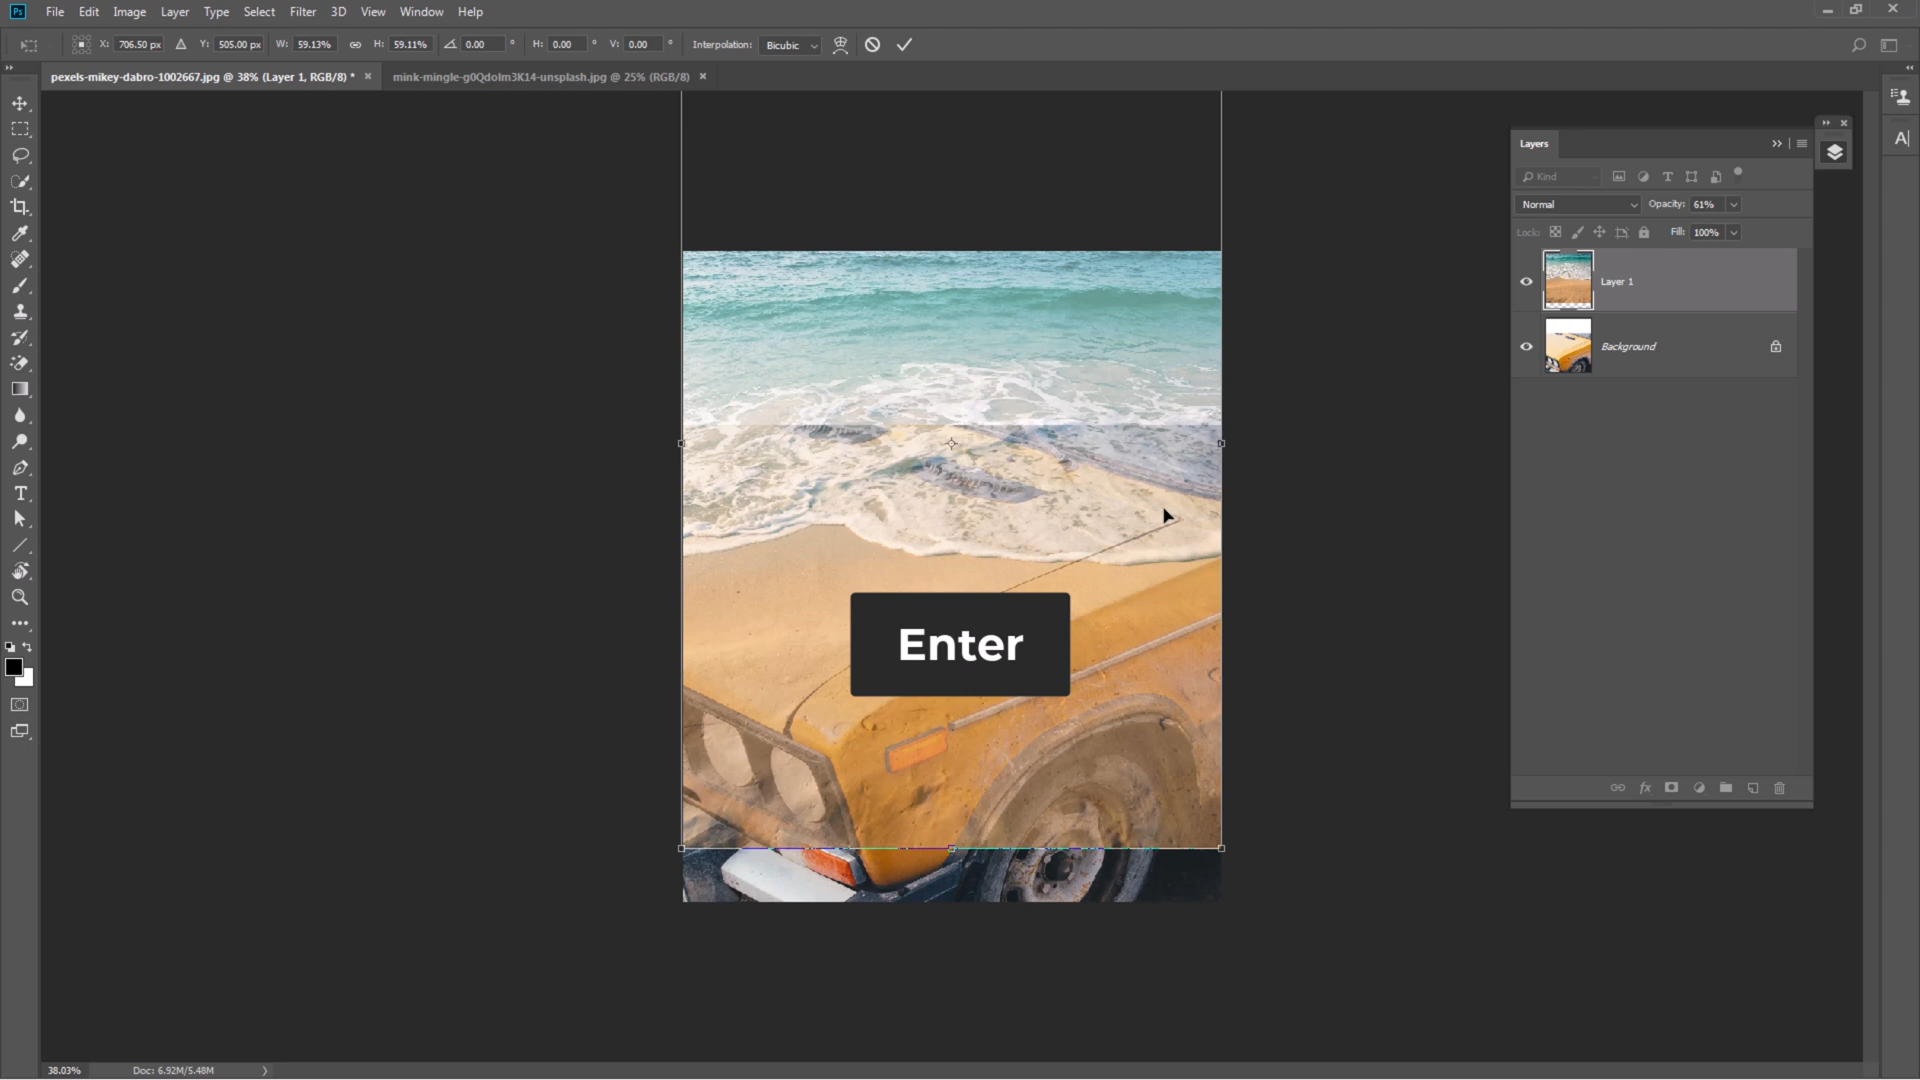 Ps File Edit Image Layer Type Select Filter 3D View Window Help
X: 706.50 px Y: 505.00 px W: 59.13% H: 59.11% 0.00 ° H: 0.00 ° V: 0.00 ° Interpolation: Bicubic
pexels-mikey-dabro-1002667.jpg @ 38% (Layer 1, RGB/8) * mink-mingle-g0Qdolm3K14-unsplash.jpg @ 25% (RGB/8)
Layers
Kind
Normal Opacity: 61%
Lock: Fill: 100%
Layer 1
Background
Enter
38.03% Doc: 6.92M/5.48M